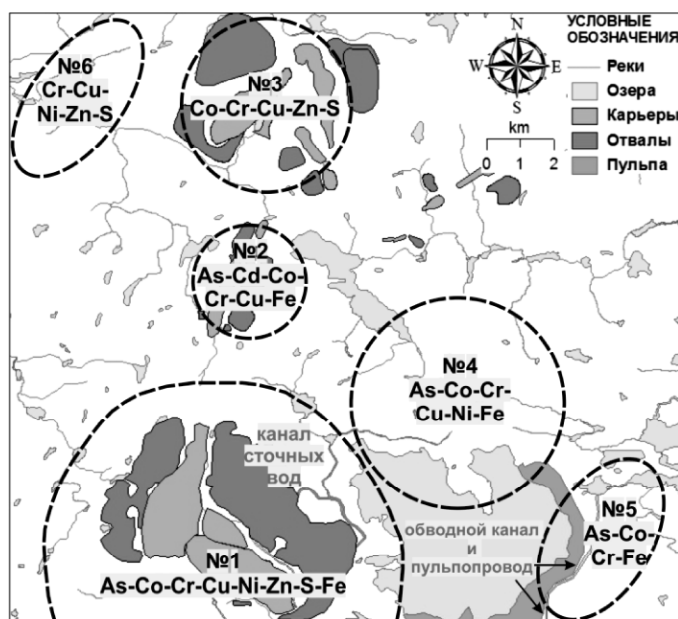 УСЛОВНЫЕ
ОБОЗНАЧЕНИЯ
Реки
Озера
Карьеры
Отвалы
Пульпа
N
W
E
S
km
0 1 2
№6
Cr-Cu-
Ni-Zn-S
№3
Co-Cr-Cu-Zn-S
№2
As-Cd-Co-
Cr-Cu-Fe
№4
As-Co-Cr-
Cu-Ni-Fe
канал
сточных
вод
№5
As-Co-
Cr-Fe
обводной канал
и
пульпопровод
№1
As-Co-Cr-Cu-Ni-Zn-S-Fe